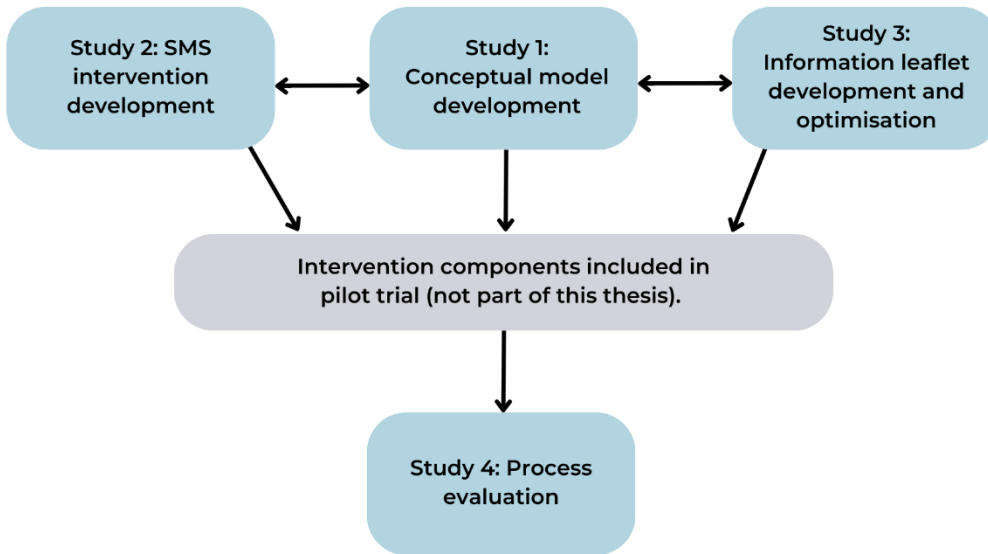 Study 2: SMS
intervention
development
Study 1:
Conceptual model
development
Study 3:
Information leaflet
development and
optimisation
Intervention components included in
pilot trial (not part of this thesis).
Study 4: Process
evaluation